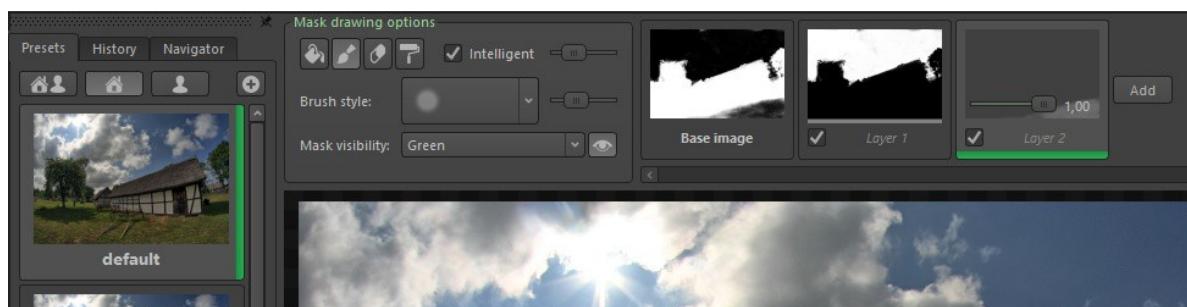 Mask drawing options
Presets History Navigator
Intelligent
Brush style:
Mask visibility: Green
Base image
Layer 1
1,00
Layer 2
Add
default